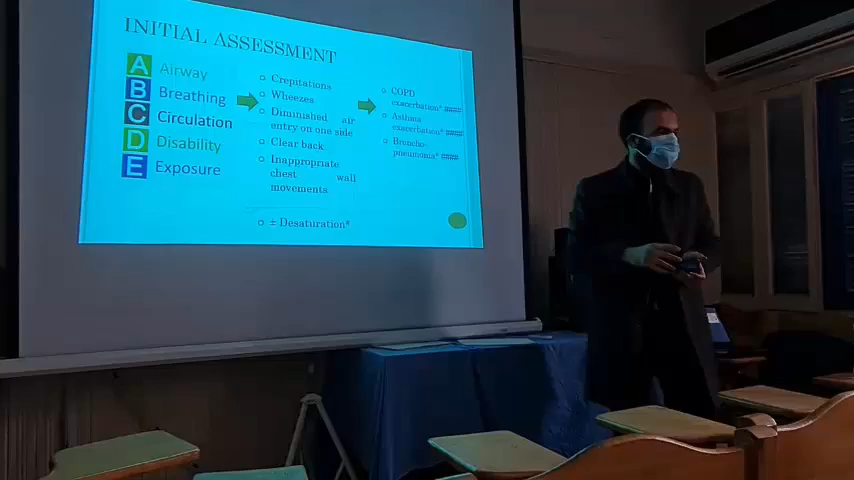 INITIAL ASSESSMENT
A Airway
B Breathing
C Circulation
D Disability
E Exposure
Crepitations
Wheezes
Diminished air
entry on one side
Clear back
Inappropriate
chest wall
movements
± Desaturation*
COPD
exacerbation* ####
Asthma
exacerbation* ####
Broncho-
pneumonia* ####